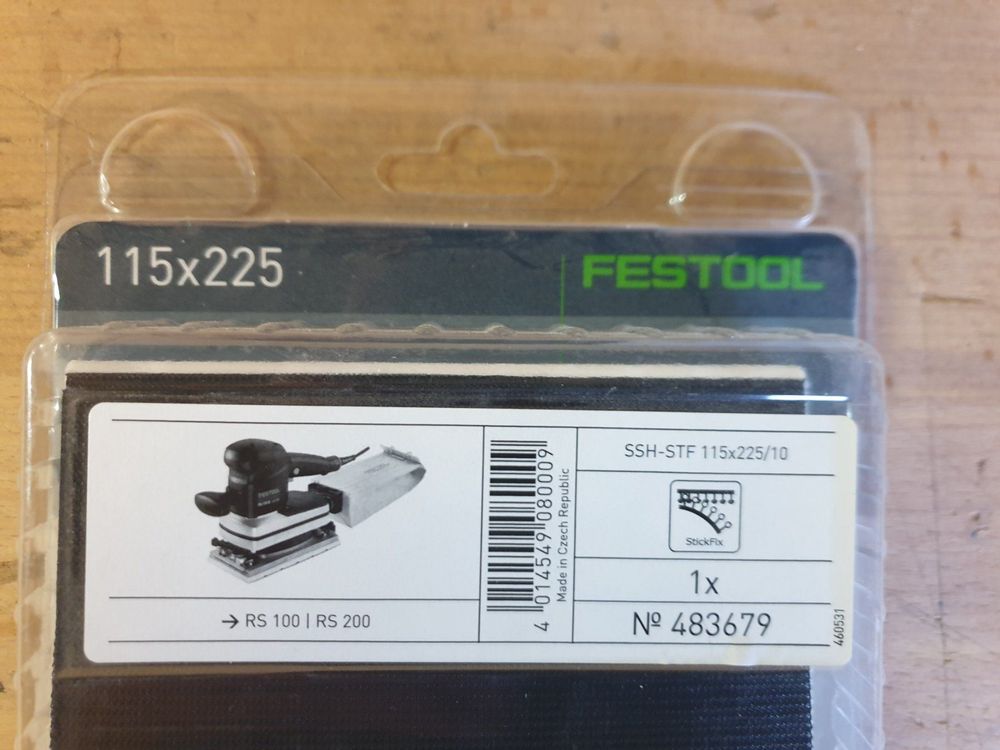 115x225
FESTOOL
→ RS 100 | RS 200
4 014549 080009
Made in Czech Republic
SSH-STF 115x225/10
StickFix
1x
Nº 483679
460531
FESTOOL